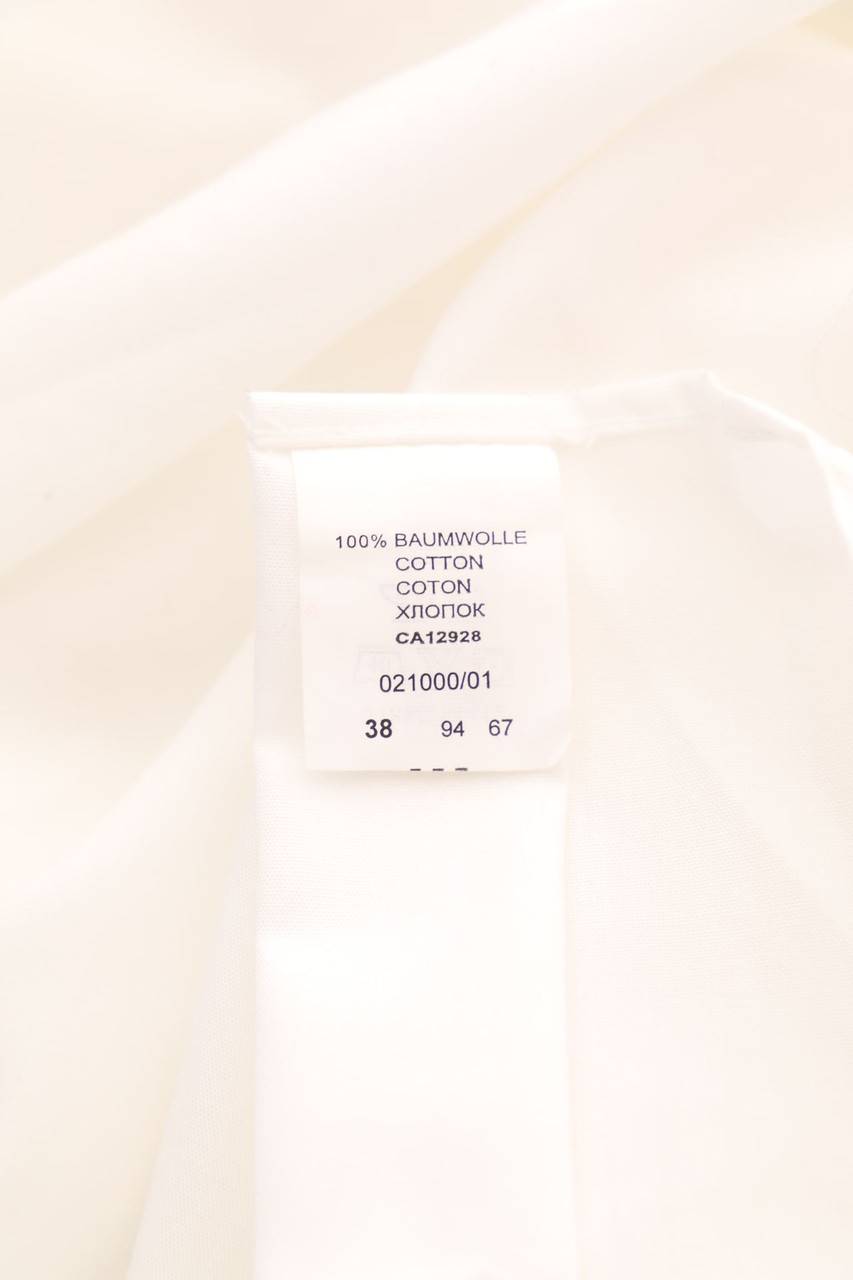 100% BAUMWOLLE
COTTON
COTON
ХЛОПОК
CA12928
021000/01
38 94 67